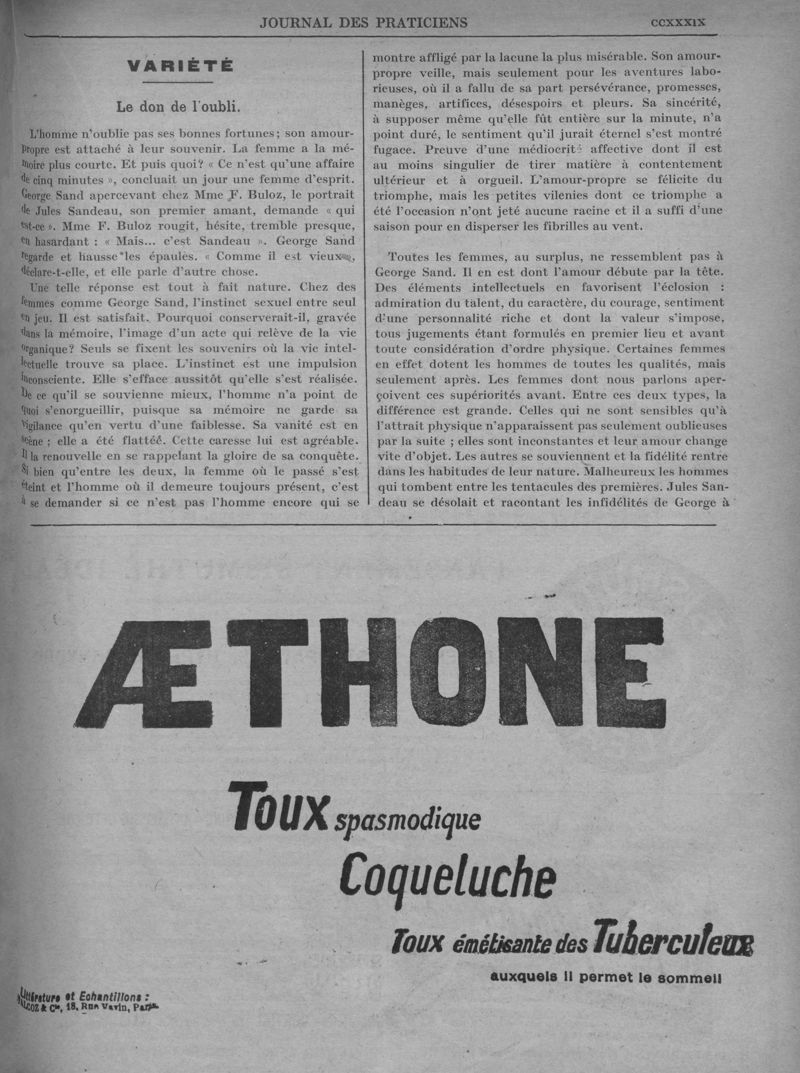 JOURNAL DES PRATICIENS
CCXXXIX
VARIÉTÉ
Le don de l'oubli.
L'homme n'oublie pas ses bonnes fortunes ; son amour-
propre est attaché à leur souvenir. La femme a la mé-
moire plus courte. Et puis quoi? « Ce n'est qu'une affaire
de cinq minutes », concluait un jour une femme d'esprit.
George Sand apercevant chez Mme F. Buloz, le portrait
de Jules Sandeau, son premier amant, demande « qui
est-ce ». Mme F. Buloz rougit, hésite, tremble presque,
en hasardant : « Mais... c'est Sandeau ». George Sand
regarde et hausse les épaules. « Comme il est vieux »,
déclare-t-elle, et elle parle d'autre chose.
Une telle réponse est tout à fait nature. Chez des
femmes comme George Sand, l'instinct sexuel entre seul
en jeu. Il est satisfait. Pourquoi conserverait-il, gravée
dans la mémoire, l'image d'un acte qui relève de la vie
organique? Seuls se fixent les souvenirs où la vie intel-
lectuelle trouve sa place. L'instinct est une impulsion
inconsciente. Elle s'efface aussitôt qu'elle s'est réalisée.
De ce qu'il se souvienne mieux, l'homme n'a point de
quoi s'enorgueillir, puisque sa mémoire ne garde sa
vigilance qu'en vertu d'une faiblesse. Sa vanité est en
scène ; elle a été flattéé. Cette caresse lui est agréable.
Il la renouvelle en se rappelant la gloire de sa conquête.
Si bien qu'entre les deux, la femme où le passé s'est
éteint et l'homme où il demeure toujours présent, c'est
à se demander si ce n'est pas l'homme encore qui se
montre affligé par la lacune la plus misérable. Son amour-
propre veille, mais seulement pour les aventures labo-
rieuses, où il a fallu de sa part persévérance, promesses,
manèges, artifices, désespoirs et pleurs. Sa sincérité,
à supposer même qu'elle fût entière sur la minute, n'a
point duré, le sentiment qu'il jurait éternel s'est montré
fugace. Preuve d'une médiocrité affective dont il est
au moins singulier de tirer matière à contentement
ultérieur et à orgueil. L'amour-propre se félicite du
triomphe, mais les petites vilenies dont ce triomphe a
été l'occasion n'ont jeté aucune racine et il a suffi d'une
saison pour en disperser les fibrilles au vent.
Toutes les femmes, au surplus, ne ressemblent pas à
George Sand. Il en est dont l'amour débute par la tête.
Des éléments intellectuels en favorisent l'éclosion :
admiration du talent, du caractère, du courage, sentiment
d'une personnalité riche et dont la valeur s'impose,
tous jugements étant formulés en premier lieu et avant
toute considération d'ordre physique. Certaines femmes
en effet dotent les hommes de toutes les qualités, mais
seulement après. Les femmes dont nous parlons aper-
çoivent ces supériorités avant. Entre ces deux types, la
différence est grande. Celles qui ne sont sensibles qu'à
l'attrait physique n'apparaissent pas seulement oublieuses
par la suite ; elles sont inconstantes et leur amour change
vite d'objet. Les autres se souviennent et la fidélité rentre
dans les habitudes de leur nature. Malheureux les hommes
qui tombent entre les tentacules des premières. Jules San-
deau se désolait et racontant les infidélités de George à
ÆTHONE
Toux spasmodique
Coqueluche
Toux émétisante des Tuberculeux
auxquels il permet le sommeil
Littérature et Echantillons :
& Cie, 18, Rue Vavin, Paris